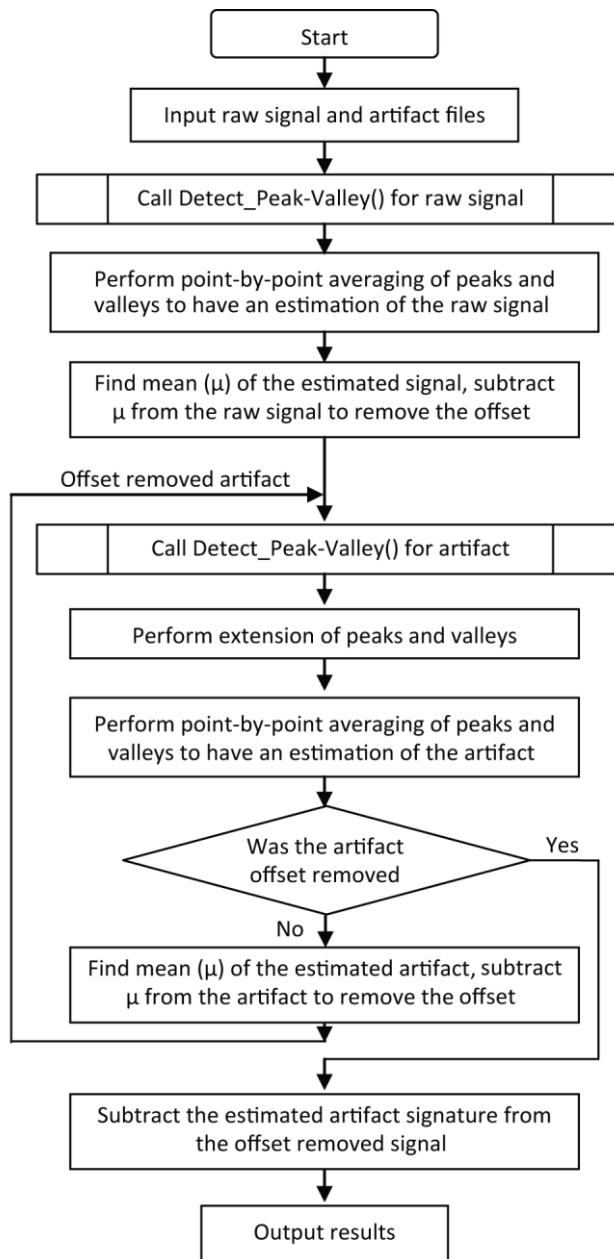 Start
Input raw signal and artifact files
Call Detect_Peak-Valley() for raw signal
Perform point-by-point averaging of peaks and
valleys to have an estimation of the raw signal
Find mean (μ) of the estimated signal, subtract
μ from the raw signal to remove the offset
Offset removed artifact
Call Detect_Peak-Valley() for artifact
Perform extension of peaks and valleys
Perform point-by-point averaging of peaks and
valleys to have an estimation of the artifact
Was the artifact
offset removed
Yes
No
Find mean (μ) of the estimated artifact, subtract
μ from the artifact to remove the offset
Subtract the estimated artifact signature from
the offset removed signal
Output results